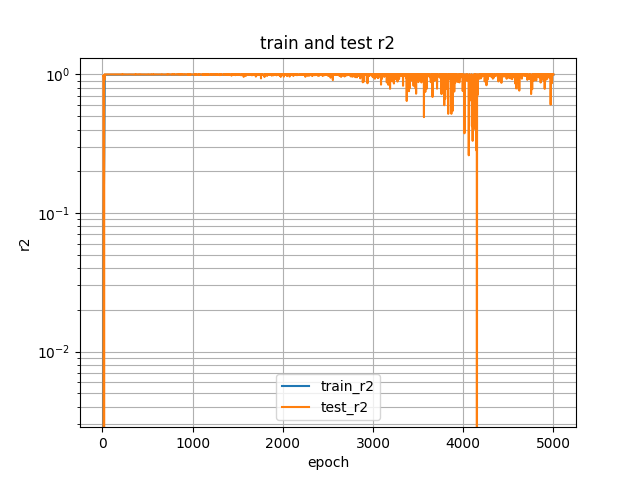 train and test r2
r2
10⁰
10⁻¹
10⁻²
train_r2
test_r2
0 1000 2000 3000 4000 5000
epoch